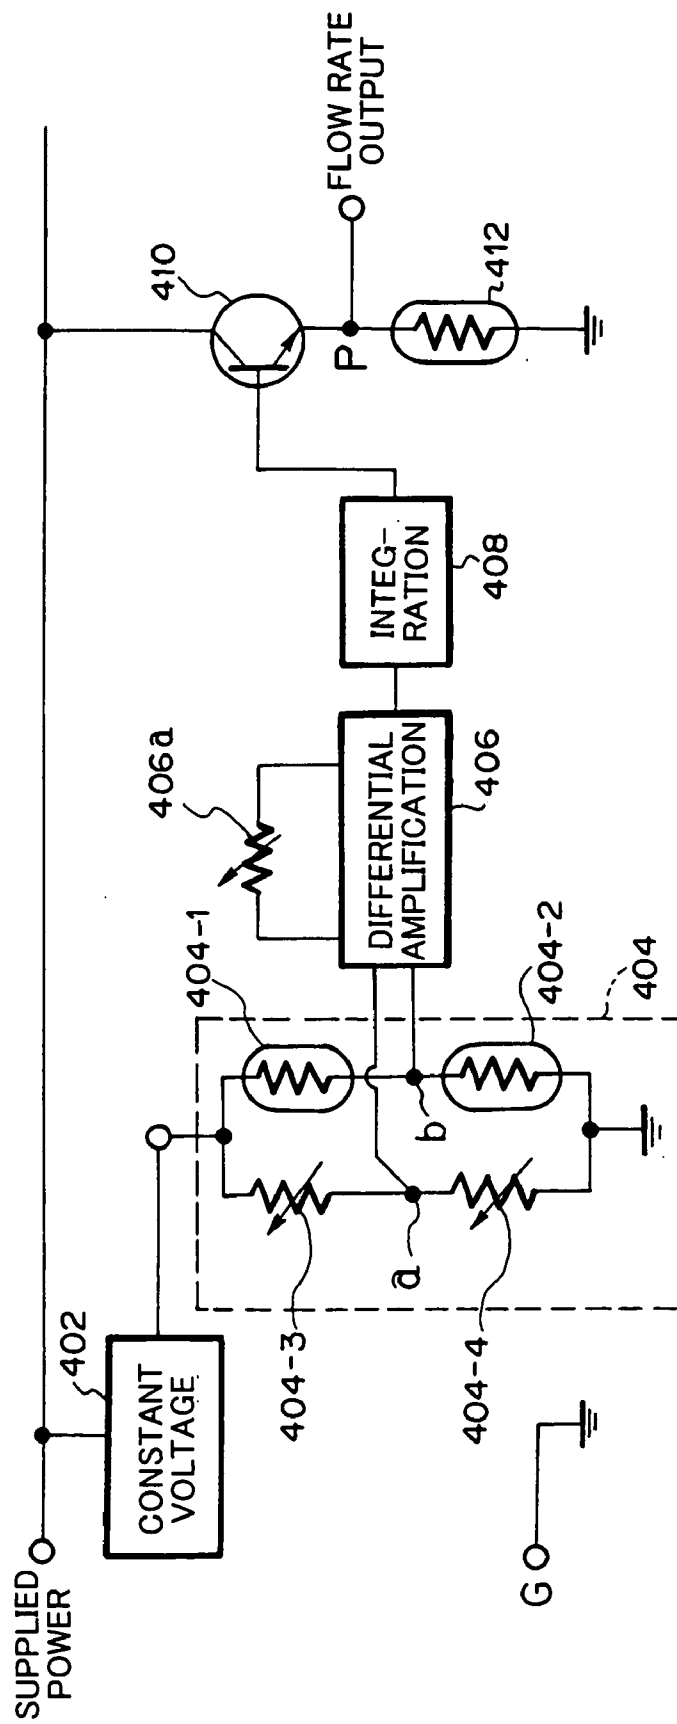 SUPPLIED
POWER
402
CONSTANT
VOLTAGE
G
404-3
404-4
a
b
404-1
404-2
404
406a
DIFFERENTIAL
AMPLIFICATION
406
INTEG-
RATION
408
410
P
412
FLOW RATE
OUTPUT